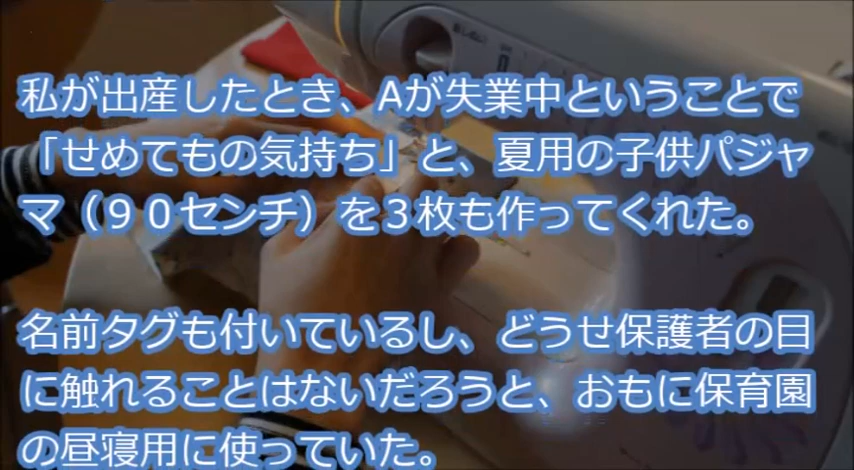 私が出産したとき、Aが失業中ということで
「せめてもの気持ち」と、夏用の子供パジャ
マ（９０センチ）を３枚も作ってくれた。
名前タグも付いているし、どうせ保護者の目
に触れることはないだろうと、おもに保育園
の昼寝用に使っていた。